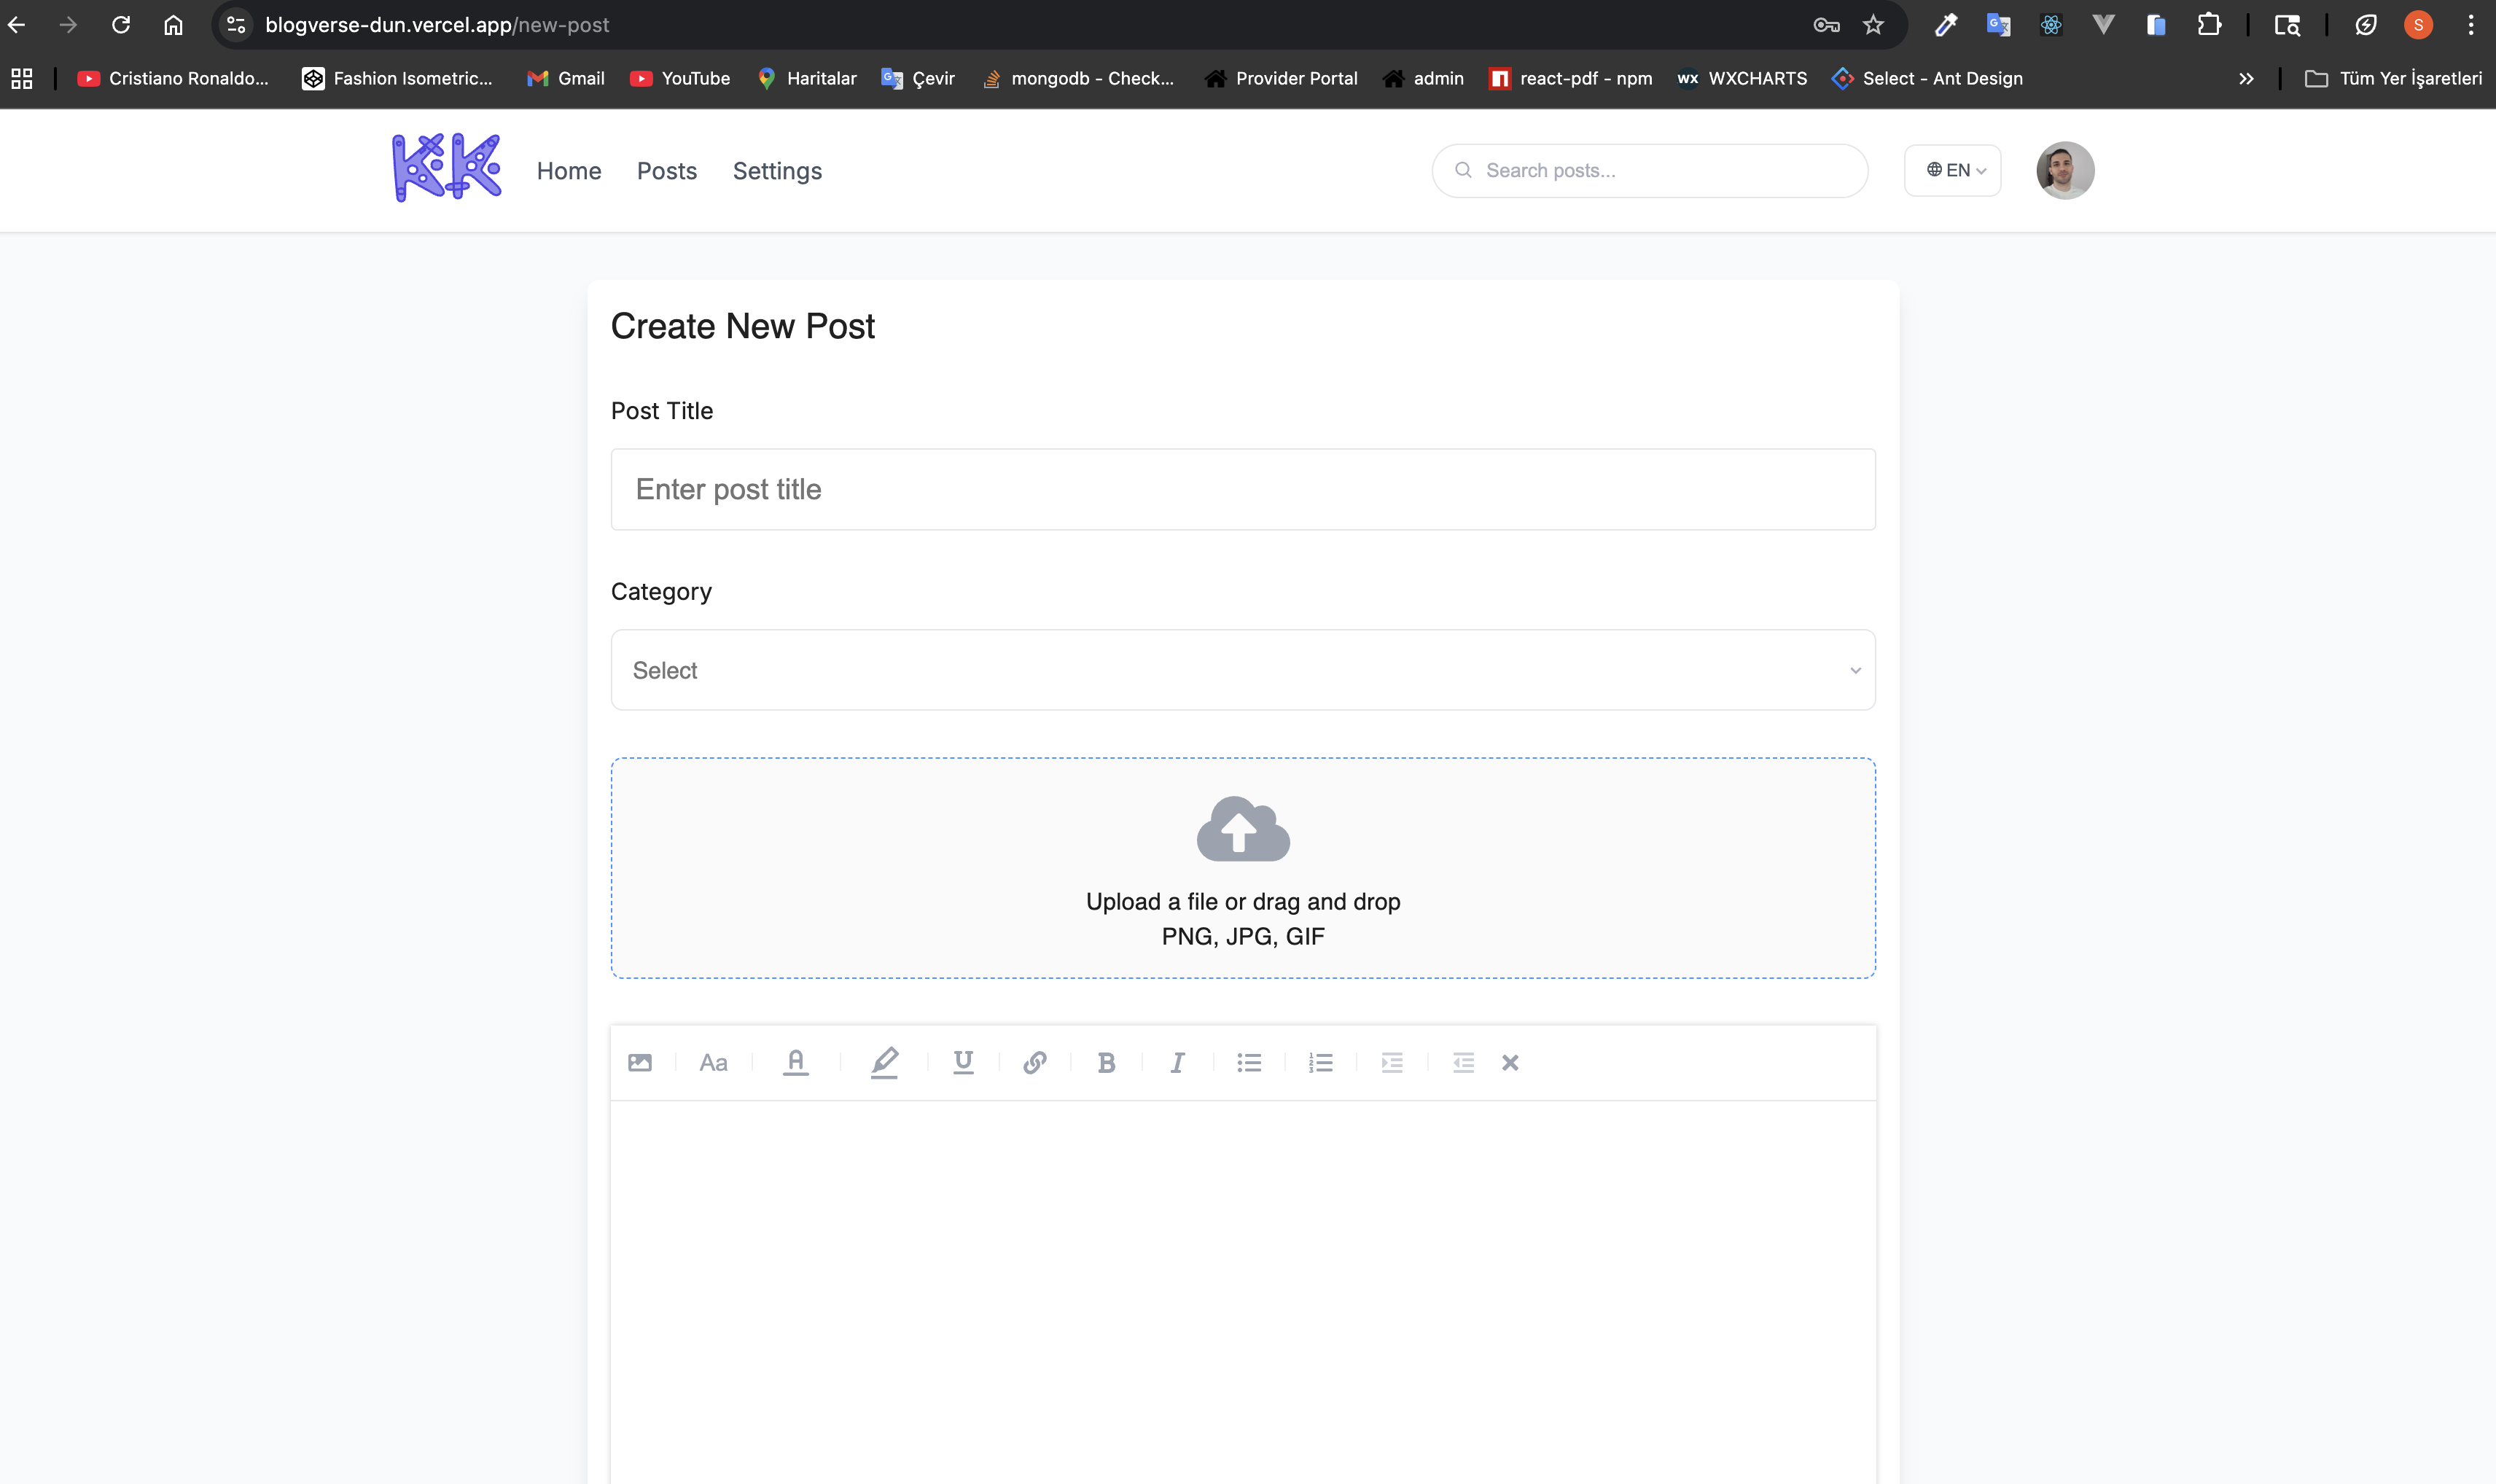 blogverse-dun.vercel.app/new-post
S
Cristiano Ronaldo... Fashion Isometric... Gmail YouTube Haritalar Çevir mongodb - Check... Provider Portal admin react-pdf - npm WX WXCHARTS Select - Ant Design Tüm Yer İşaretleri
KK Home Posts Settings Search posts... EN
Create New Post
Post Title
Enter post title
Category
Select
Upload a file or drag and drop
PNG, JPG, GIF
Aa A U B I